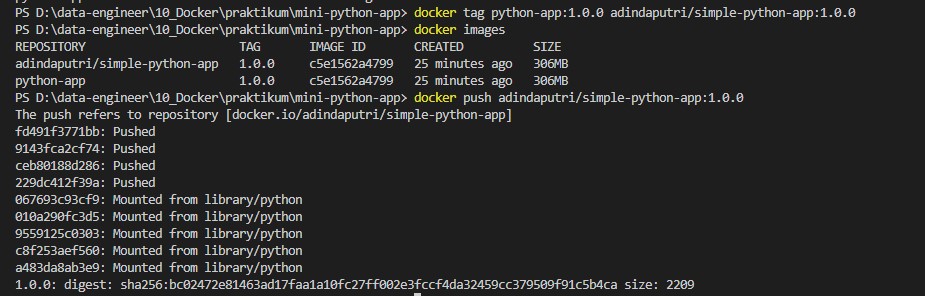 PS D:\data-engineer\10_Docker\praktikum\mini-python-app> docker tag python-app:1.0.0 adindaputri/simple-python-app:1.0.0
PS D:\data-engineer\10_Docker\praktikum\mini-python-app> docker images
REPOSITORY TAG IMAGE ID CREATED SIZE
adindaputri/simple-python-app 1.0.0 c5e1562a4799 25 minutes ago 306MB
python-app 1.0.0 c5e1562a4799 25 minutes ago 306MB
PS D:\data-engineer\10_Docker\praktikum\mini-python-app> docker push adindaputri/simple-python-app:1.0.0
The push refers to repository [docker.io/adindaputri/simple-python-app]
fd491f3771bb: Pushed
9143fca2cf74: Pushed
ceb80188d286: Pushed
229dc412f39a: Pushed
067693c93cf9: Mounted from library/python
010a290fc3d5: Mounted from library/python
9559125c0303: Mounted from library/python
c8f253aef560: Mounted from library/python
a483da8ab3e9: Mounted from library/python
1.0.0: digest: sha256:bc02472e81463ad17faa1a10fc27ff002e3fccf4da32459cc379509f91c5b4ca size: 2209